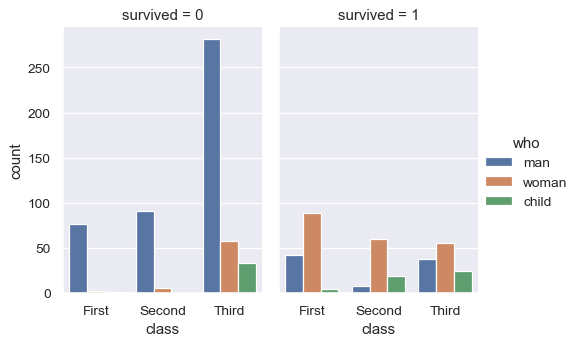 survived = 0
survived = 1
count
250
200
150
100
50
0
First Second Third
First Second Third
class
class
who
man
woman
child